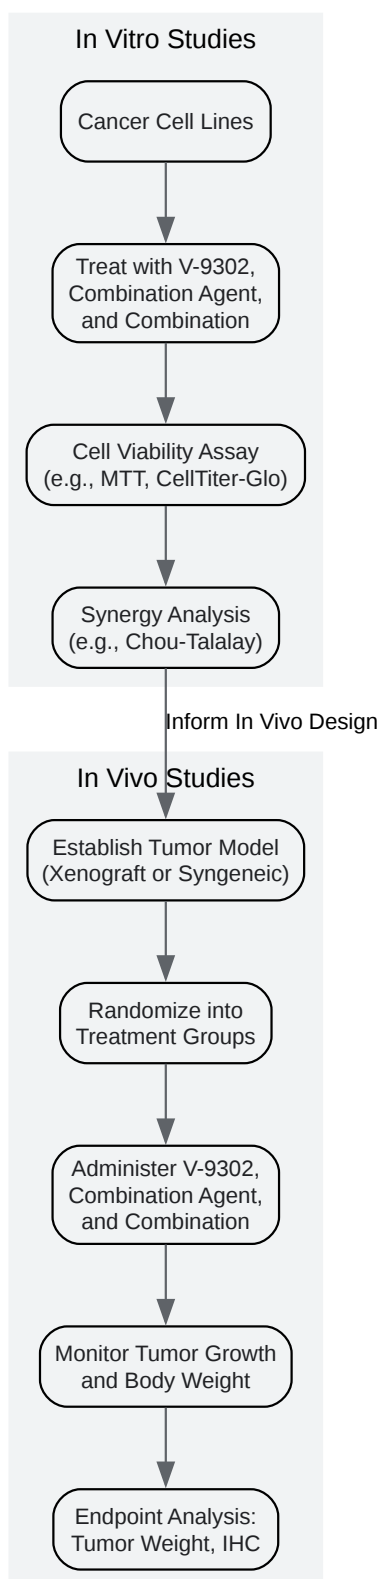 In Vitro Studies
Cancer Cell Lines
Treat with V-9302,
Combination Agent,
and Combination
Cell Viability Assay
(e.g., MTT, CellTiter-Glo)
Synergy Analysis
(e.g., Chou-Talalay)
Inform In Vivo Design
In Vivo Studies
Establish Tumor Model
(Xenograft or Syngeneic)
Randomize into
Treatment Groups
Administer V-9302,
Combination Agent,
and Combination
Monitor Tumor Growth
and Body Weight
Endpoint Analysis:
Tumor Weight, IHC